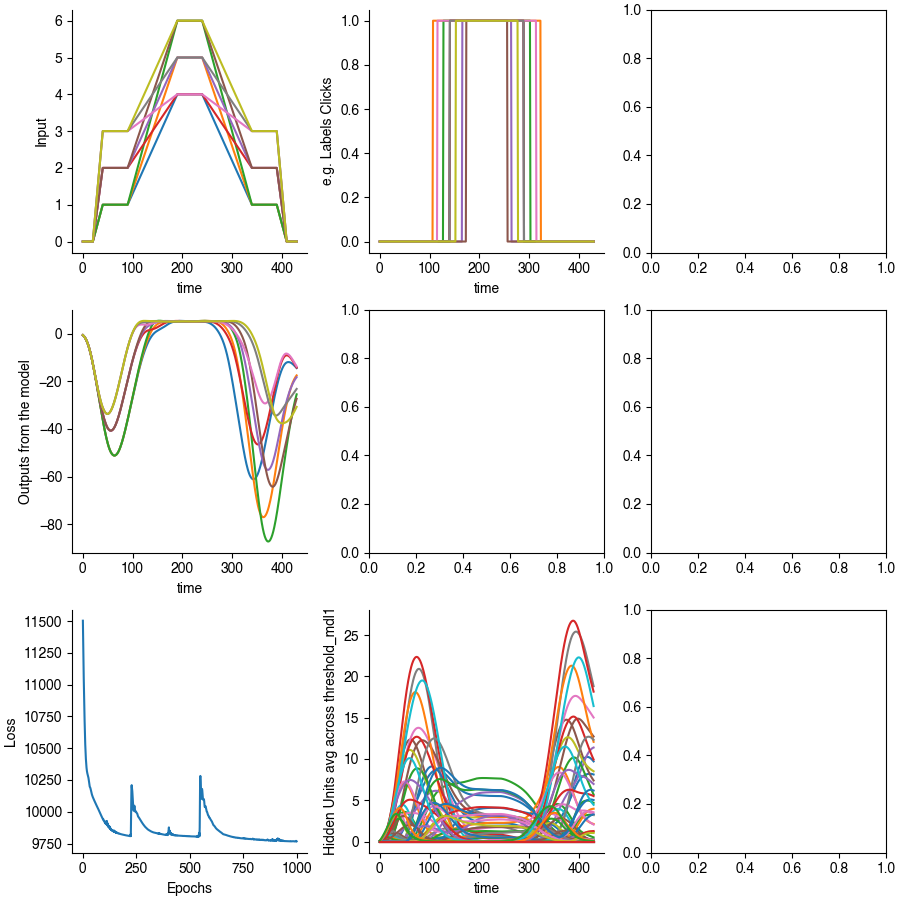 6
5
4
3
2
1
0
Input
0 100 200 300 400
time
1.0
0.8
0.6
0.4
0.2
0.0
e.g. Labels Clicks
0 100 200 300 400
time
1.0
0.8
0.6
0.4
0.2
0.0
0.0 0.2 0.4 0.6 0.8 1.0
0
−20
−40
−60
−80
Outputs from the model
0 100 200 300 400
time
1.0
0.8
0.6
0.4
0.2
0.0
0.0 0.2 0.4 0.6 0.8 1.0
1.0
0.8
0.6
0.4
0.2
0.0
0.0 0.2 0.4 0.6 0.8 1.0
11500
11250
11000
10750
10500
10250
10000
9750
Loss
0 250 500 750 1000
Epochs
25
20
15
10
5
0
Hidden Units avg across threshold_mdl1
0 100 200 300 400
time
1.0
0.8
0.6
0.4
0.2
0.0
0.0 0.2 0.4 0.6 0.8 1.0